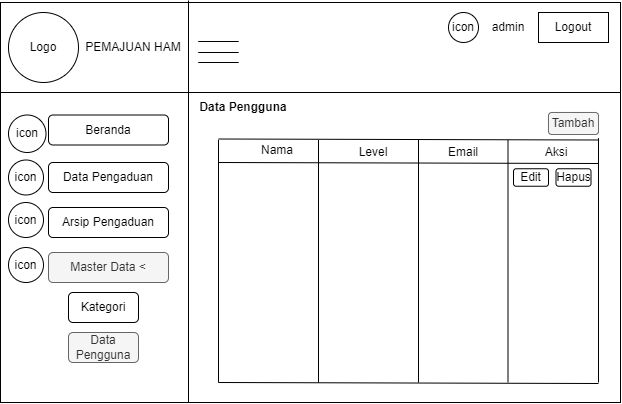 Logo
PEMAJUAN HAM
icon
admin
Logout
icon
Beranda
icon
Data Pengaduan
icon
Arsip Pengaduan
icon
Master Data <
Kategori
Data
Pengguna
Data Pengguna
Tambah
Nama
Level
Email
Aksi
Edit
Hapus